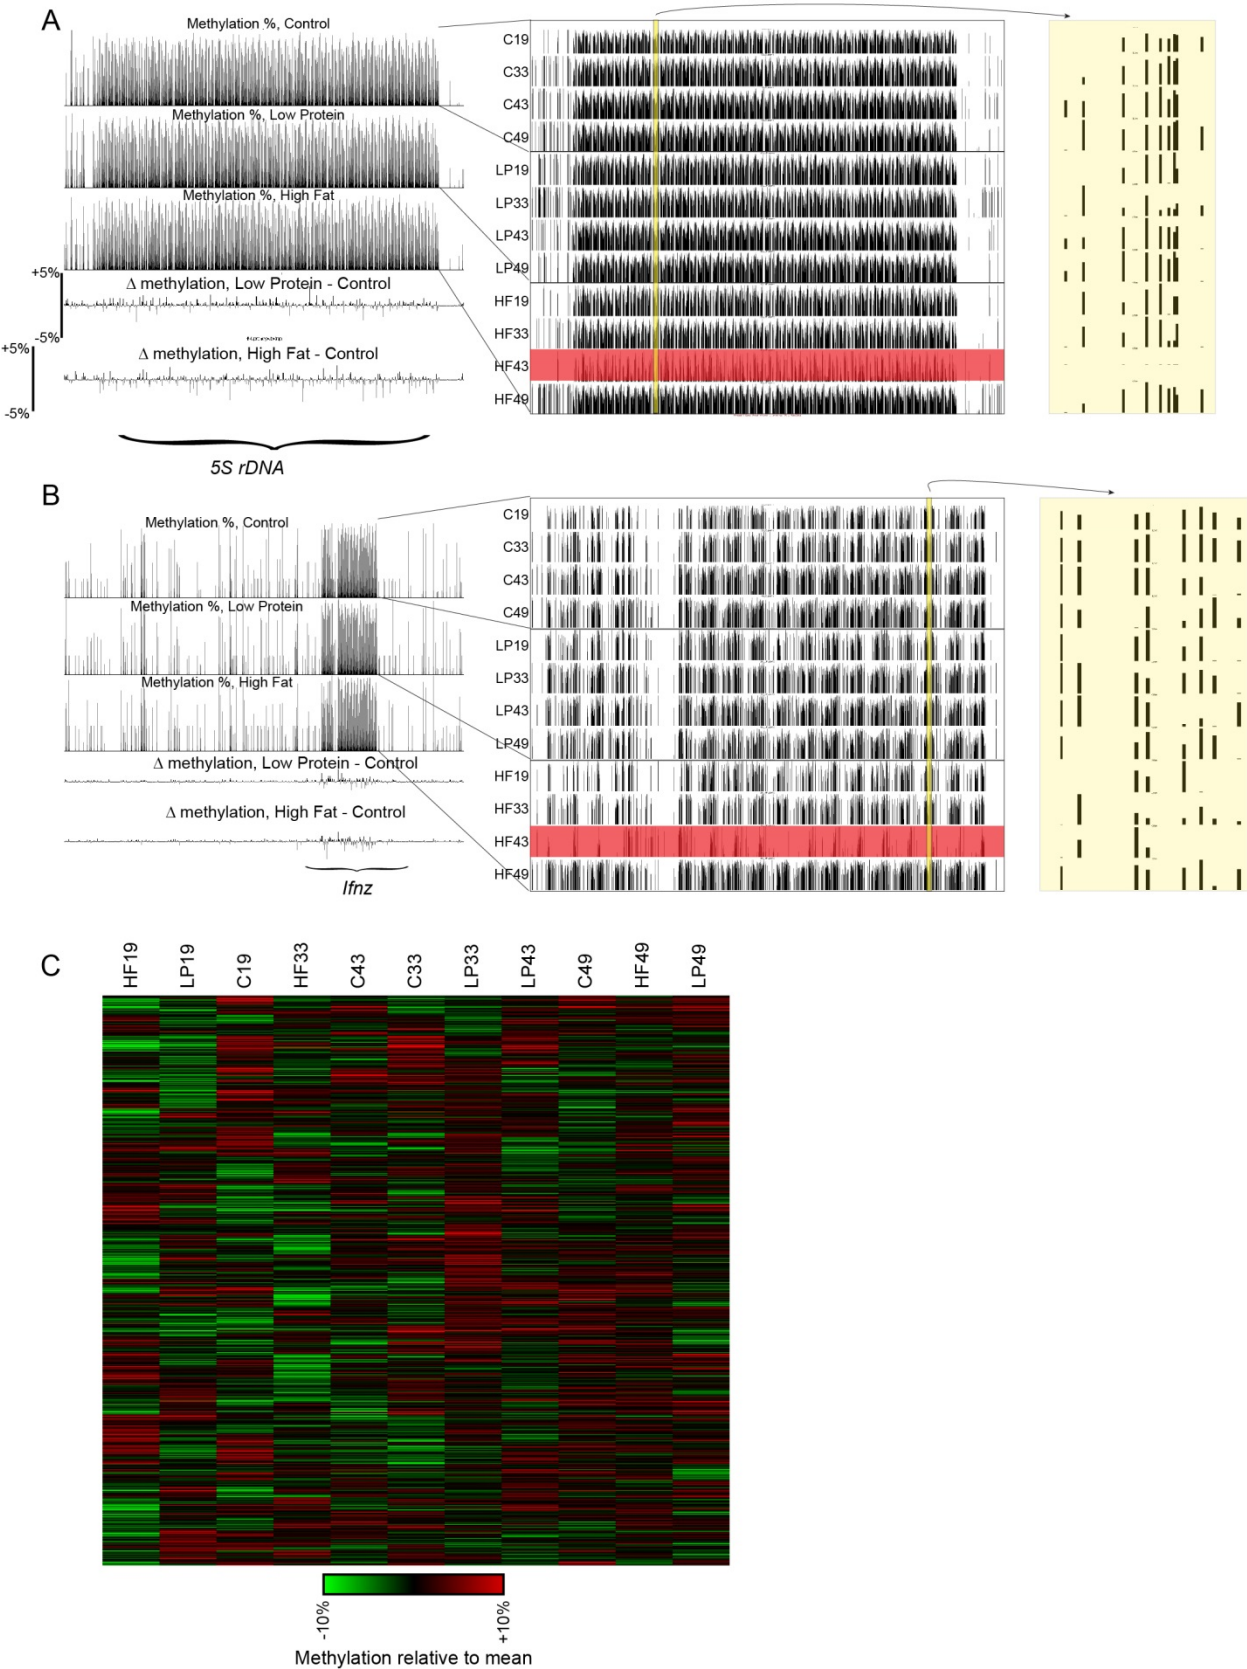 A
Methylation %, Control
Methylation %, Low Protein
Methylation %, High Fat
+5%
Δ methylation, Low Protein - Control
-5%
+5%
Δ methylation, High Fat - Control
-5%
5S rDNA
C19
C33
C43
C49
LP19
LP33
LP43
LP49
HF19
HF33
HF43
HF49
B
Methylation %, Control
Methylation %, Low Protein
Methylation %, High Fat
Δ methylation, Low Protein - Control
Δ methylation, High Fat - Control
Ifnz
C19
C33
C43
C49
LP19
LP33
LP43
LP49
HF19
HF33
HF43
HF49
C
HF19 LP19 C19 HF33 C43 C33 LP33 LP43 C49 HF49 LP49
-10% +10%
Methylation relative to mean